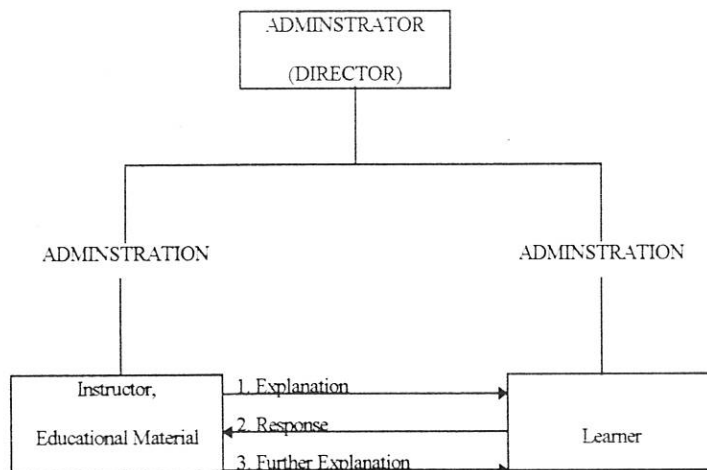 ADMINSTRATOR
(DIRECTOR)
ADMINSTRATION
ADMINSTRATION
Instructor,
Educational Material
1. Explanation
2. Response
3. Further Explanation
Learner